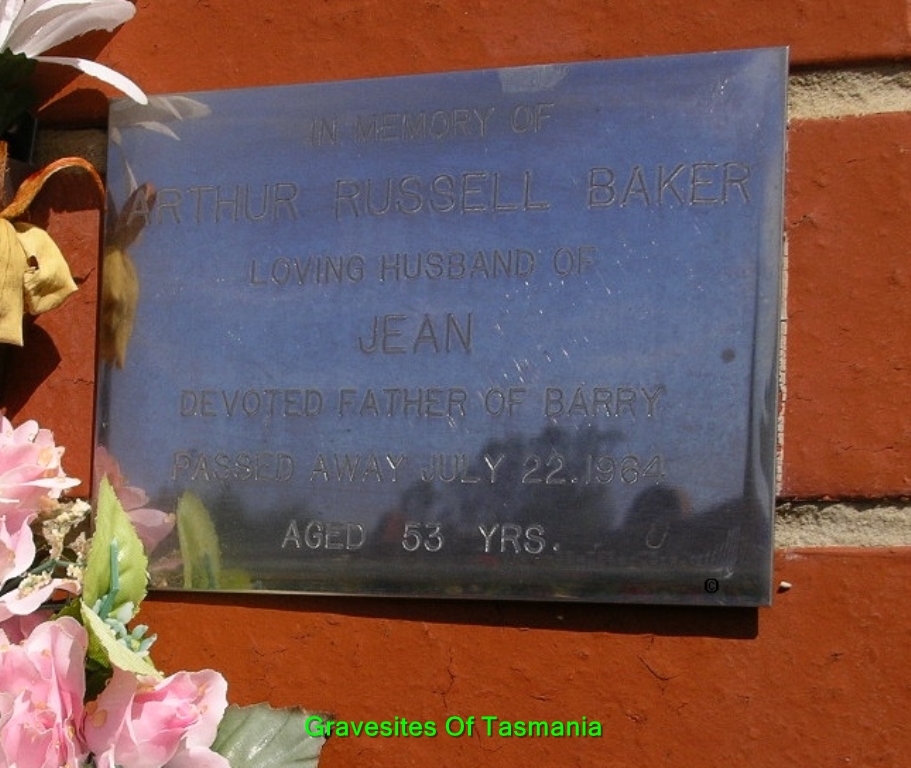 IN MEMORY OF
ARTHUR RUSSELL BAKER
LOVING HUSBAND OF
JEAN
DEVOTED FATHER OF BARRY
PASSED AWAY JULY 22.1964
AGED 53 YRS.
©
Gravesites Of Tasmania